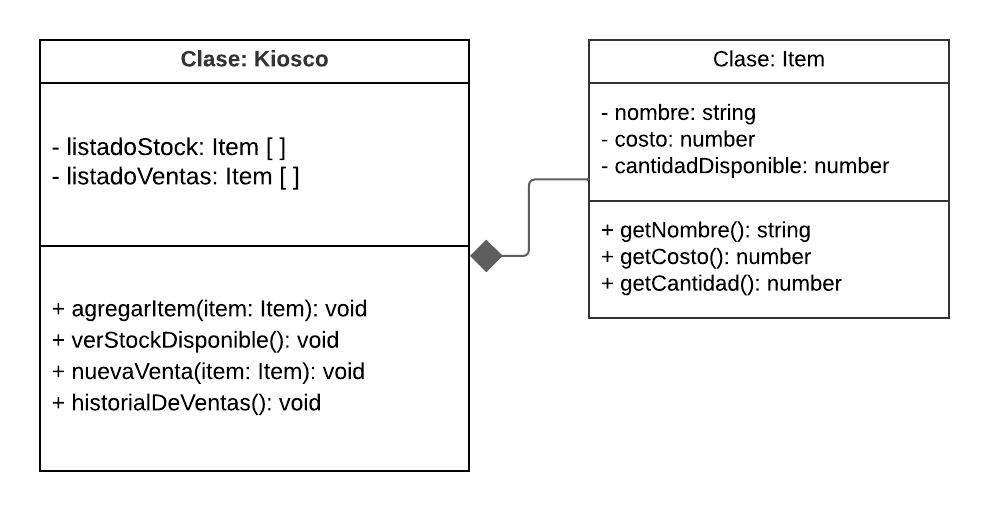 Clase: Kiosco
- listadoStock: Item [ ]
- listadoVentas: Item [ ]
+ agregarItem(item: Item): void
+ verStockDisponible(): void
+ nuevaVenta(item: Item): void
+ historialDeVentas(): void
Clase: Item
- nombre: string
- costo: number
- cantidadDisponible: number
+ getNombre(): string
+ getCosto(): number
+ getCantidad(): number